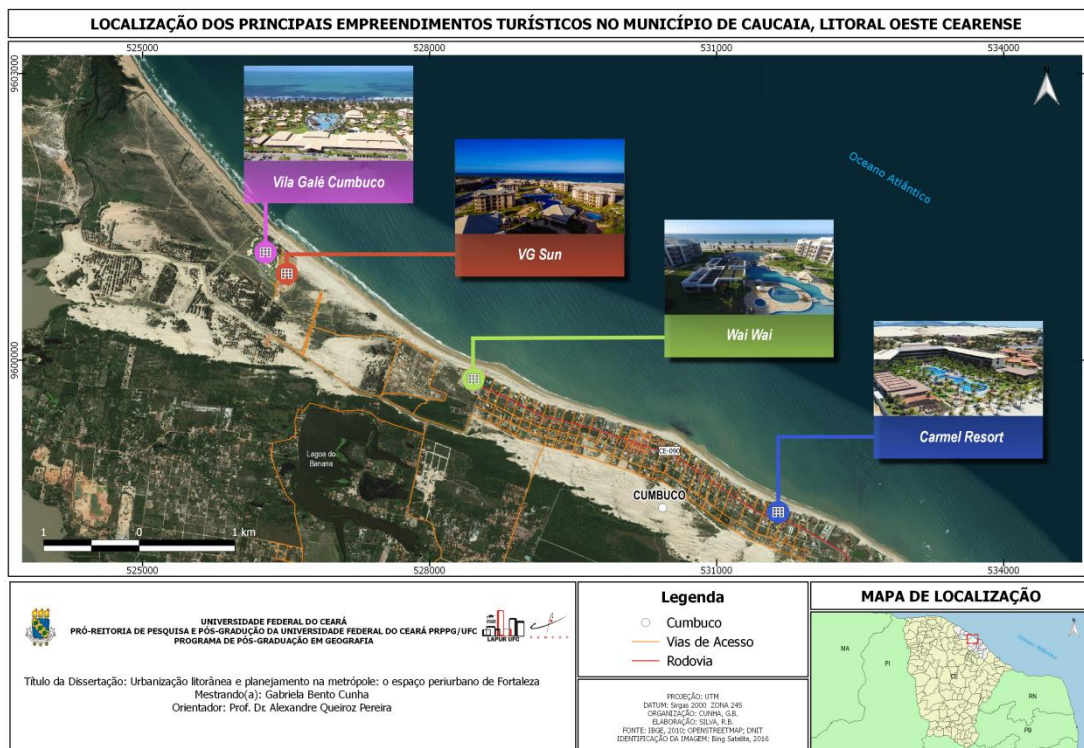 LOCALIZAÇÃO DOS PRINCIPAIS EMPREENDIMENTOS TURÍSTICOS NO MUNICÍPIO DE CAUCAIA, LITORAL OESTE CEARENSE
525000
528000
531000
534000
9603000
9603000
N
Vila Galé Cumbuco
Oceano Atlântico
VG Sun
Wai Wai
9600000
9600000
Carmel Resort
Lagoa do
Banana
CE-090
CUMBUCO
1
0
1 km
525000
528000
531000
534000
UNIVERSIDADE FEDERAL DO CEARÁ
PRÓ-REITORIA DE PESQUISA E PÓS-GRADUÇÃO DA UNIVERSIDADE FEDERAL DO CEARÁ PRPPG/UFC
PROGRAMA DE PÓS-GRADUAÇÃO EM GEOGRAFIA
LAPUR UFC
FUNCAP
Título da Dissertação: Urbanização litorânea e planejamento na metrópole: o espaço periurbano de Fortaleza
Mestrando(a): Gabriela Bento Cunha
Orientador: Prof. Dr. Alexandre Queiroz Pereira
Legenda
Cumbuco
Vias de Acesso
Rodovia
PROJEÇÃO: UTM
DATUM: Sirgas 2000 ZONA 24S
ORGANIZAÇÃO: CUNHA, G.B.
ELABORAÇÃO: SILVA, R.B.
FONTE: IBGE, 2010; OPENSTREETMAP; DNIT
IDENTIFICAÇÃO DA IMAGEM: Bing Satelite, 2016
MAPA DE LOCALIZAÇÃO
N
Oceano Atlântico
MA
PI
CE
RN
PB